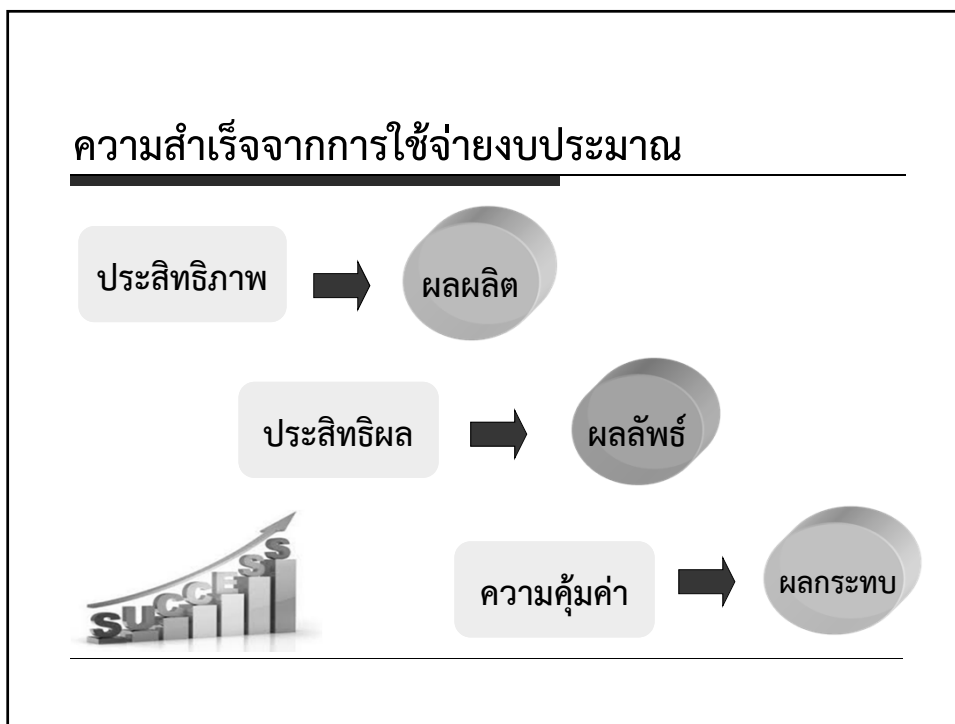 ความสำเร็จจากการใช้จ่ายงบประมาณ
ประสิทธิภาพ
ผลผลิต
ประสิทธิผล
ผลลัพธ์
ความคุ้มค่า
ผลกระทบ
SUCCESS